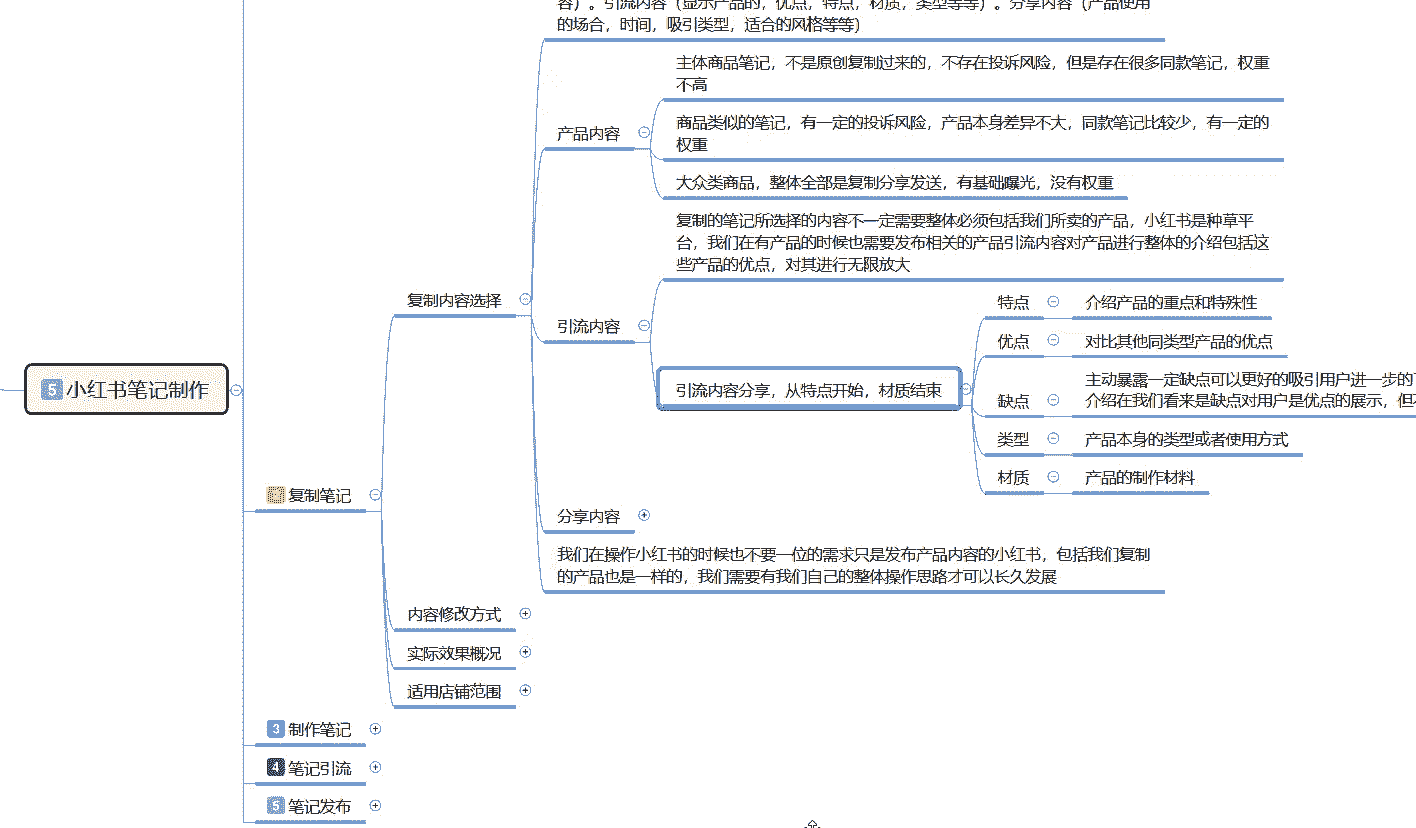 容）。引流内容（显示产品的，优点，特点，材质，类型等等）。分享内容（产品使用
的场合，时间，吸引类型，适合的风格等等）
主体商品笔记，不是原创复制过来的，不存在投诉风险，但是存在很多同款笔记，权重
不高
产品内容
商品类似的笔记，有一定的投诉风险，产品本身差异不大，同款笔记比较少，有一定的
权重
大众类商品，整体全部是复制分享发送，有基础曝光，没有权重
复制的笔记所选择的内容不一定需要整体必须包括我们所卖的产品，小红书是种草平
台，我们在有产品的时候也需要发布相关的产品引流内容对产品进行整体的介绍包括这
些产品的优点，对其进行无限放大
复制内容选择
引流内容
特点
介绍产品的重点和特殊性
优点
对比其他同类型产品的优点
5 小红书笔记制作
引流内容分享，从特点开始，材质结束
主动暴露一定缺点可以更好的吸引用户进一步的
缺点
介绍在我们看来是缺点对用户是优点的展示，但
类型
产品本身的类型或者使用方式
材质
产品的制作材料
复制笔记
分享内容
我们在操作小红书的时候也不要一位的需求只是发布产品内容的小红书，包括我们复制
的产品也是一样的，我们需要有我们自己的整体操作思路才可以长久发展
内容修改方式
实际效果概况
适用店铺范围
3 制作笔记
4 笔记引流
5 笔记发布